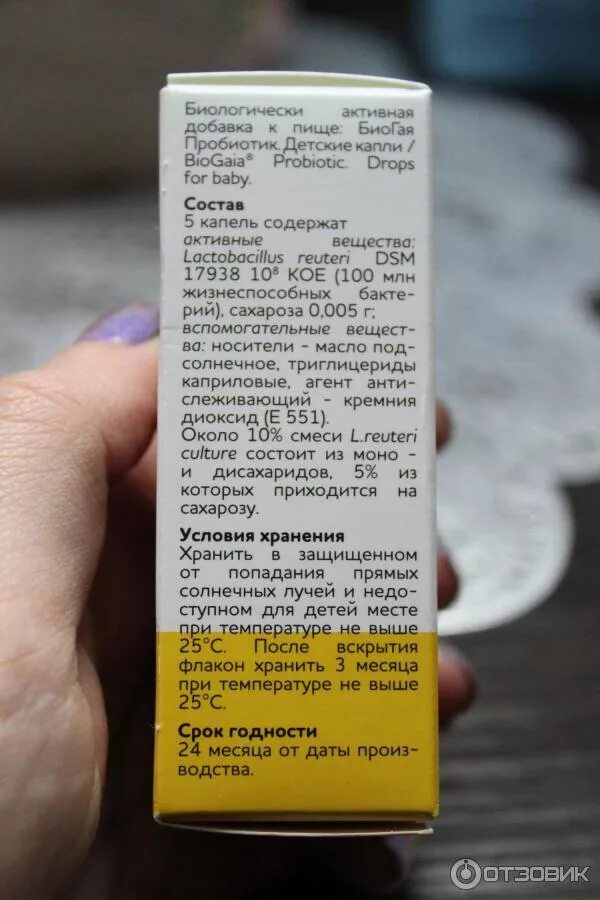 Биологически активная
добавка к пище: БиоГая
Пробиотик. Детские капли /
BioGaia® Probiotic. Drops
for baby.
Состав
5 капель содержат
активные вещества:
Lactobacillus reuteri DSM
17938 10⁸ КОЕ (100 млн
жизнеспособных бакте-
рий), сахароза 0,005 г;
вспомогательные вещест-
ва: носители - масло под-
солнечное, триглицериды
каприловые, агент анти-
слеживающий - кремния
диоксид (Е 551).
Около 10% смеси L.reuteri
culture состоит из моно -
и дисахаридов, 5% из
которых приходится на
сахарозу.
Условия хранения
Хранить в защищенном
от попадания прямых
солнечных лучей и недо-
ступном для детей месте
при температуре не выше
25°С. После вскрытия
флакон хранить 3 месяца
при температуре не выше
25°С.
Срок годности
24 месяца от даты произ-
водства.
ОТЗОВИК